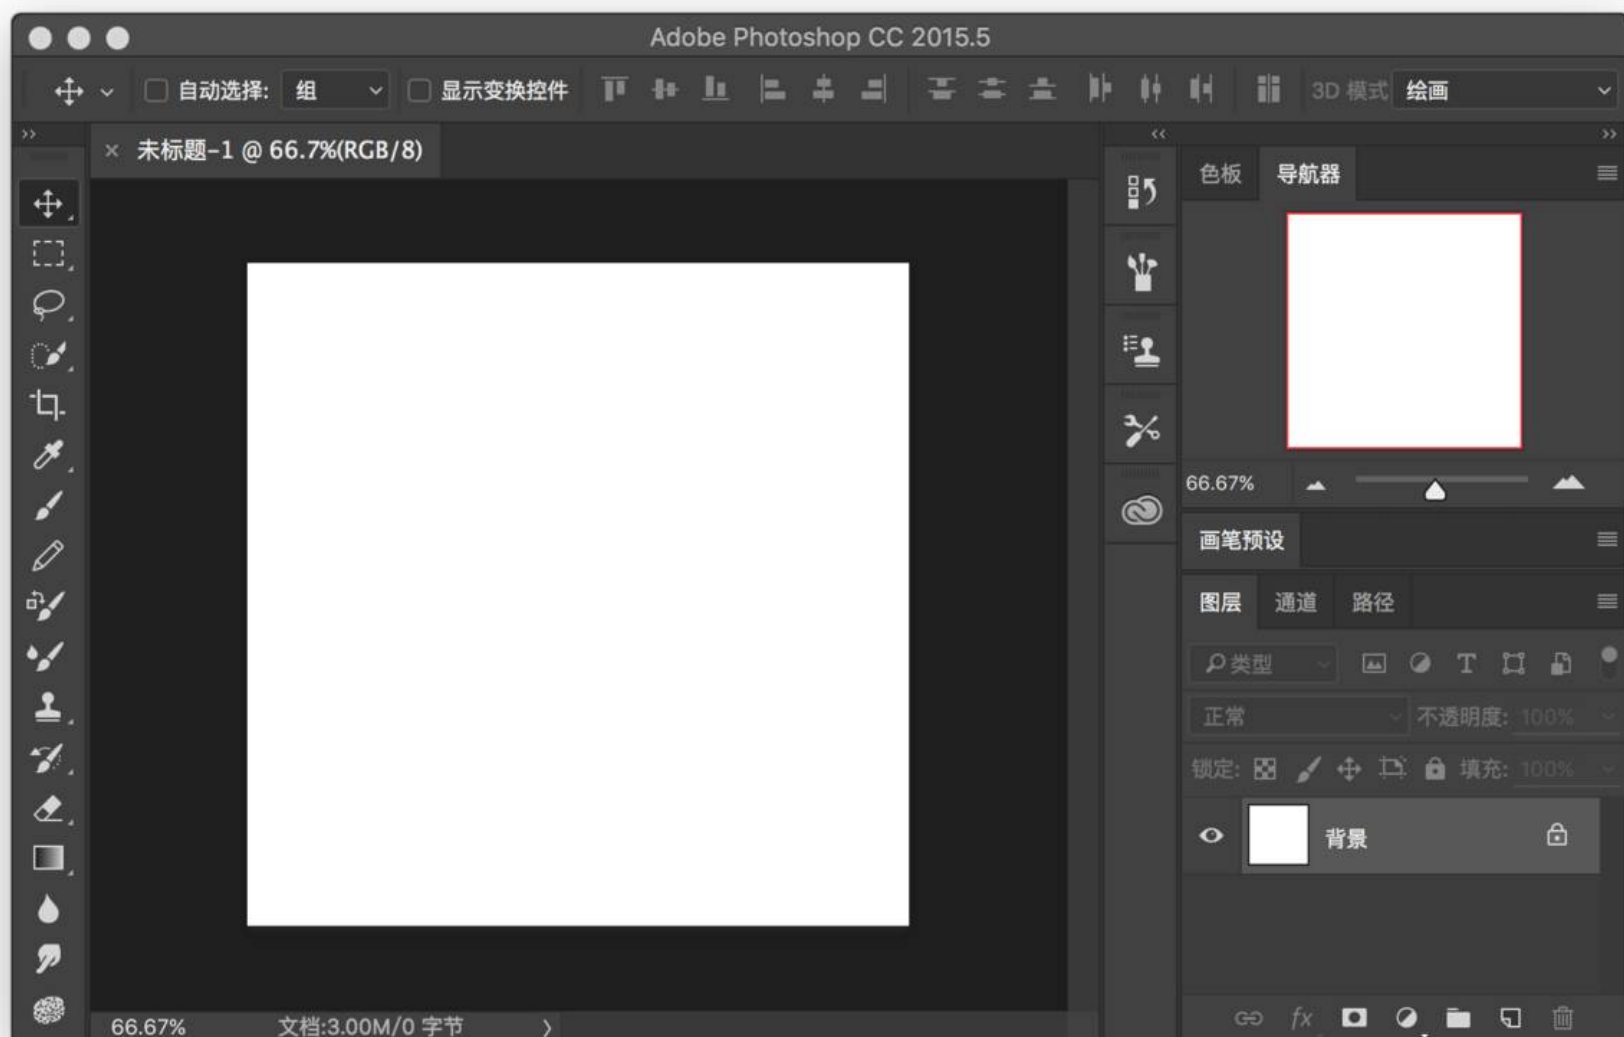 Adobe Photoshop CC 2015.5
自动选择: 组 显示变换控件 3D 模式 绘画
× 未标题-1 @ 66.7%(RGB/8)
色板 导航器
66.67%
画笔预设
图层 通道 路径
类型
正常 不透明度: 100%
锁定: 填充: 100%
背景
fx
66.67% 文档:3.00M/0 字节